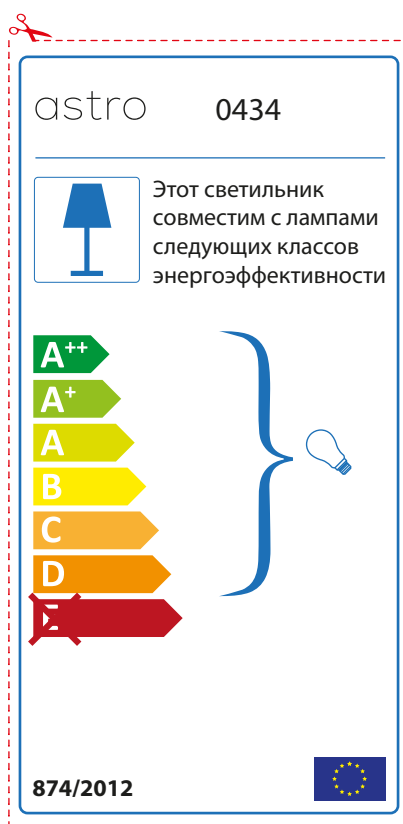 astro 0434
Этот светильник
совместим с лампами
следующих классов
энергоэффективности
A++
A+
A
B
C
D
E
874/2012